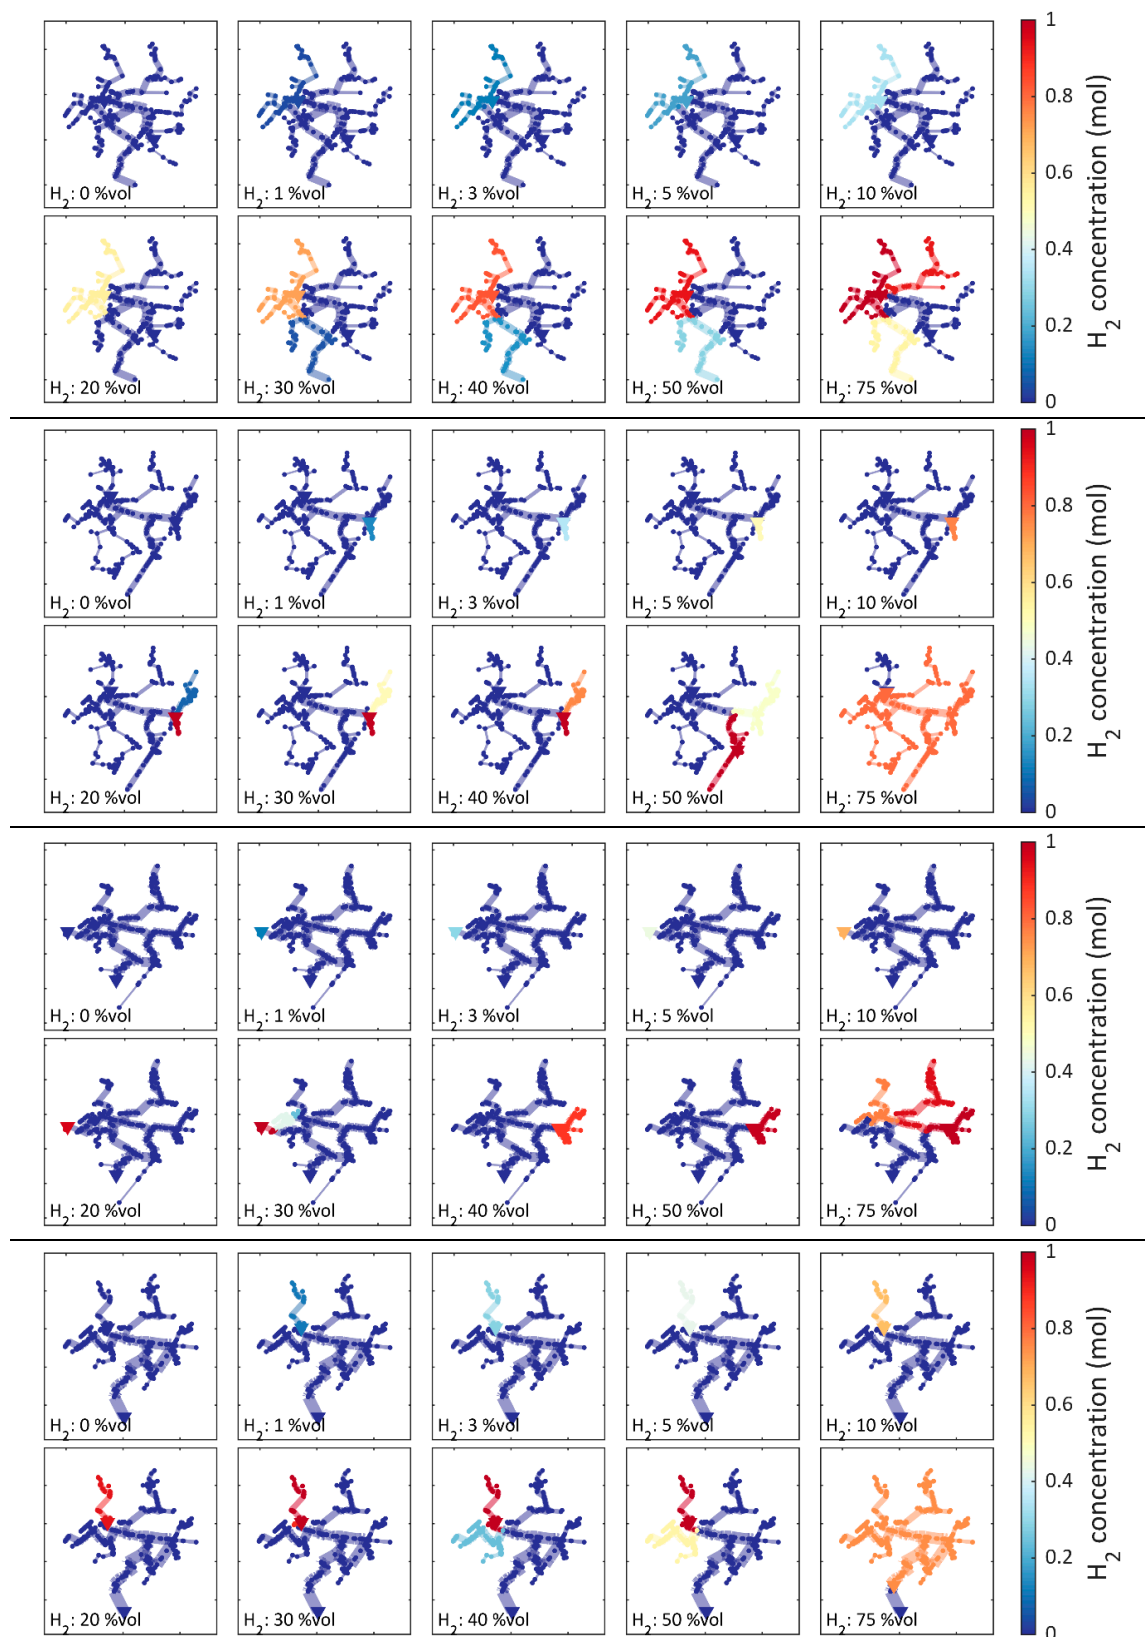 H2: 0 %vol
H2: 1 %vol
H2: 3 %vol
H2: 5 %vol
H2: 10 %vol
H2: 20 %vol
H2: 30 %vol
H2: 40 %vol
H2: 50 %vol
H2: 75 %vol
1
0.8
0.6
0.4
0.2
0
H2 concentration (mol)
H2: 0 %vol
H2: 1 %vol
H2: 3 %vol
H2: 5 %vol
H2: 10 %vol
H2: 20 %vol
H2: 30 %vol
H2: 40 %vol
H2: 50 %vol
H2: 75 %vol
1
0.8
0.6
0.4
0.2
0
H2 concentration (mol)
H2: 0 %vol
H2: 1 %vol
H2: 3 %vol
H2: 5 %vol
H2: 10 %vol
H2: 20 %vol
H2: 30 %vol
H2: 40 %vol
H2: 50 %vol
H2: 75 %vol
1
0.8
0.6
0.4
0.2
0
H2 concentration (mol)
H2: 0 %vol
H2: 1 %vol
H2: 3 %vol
H2: 5 %vol
H2: 10 %vol
H2: 20 %vol
H2: 30 %vol
H2: 40 %vol
H2: 50 %vol
H2: 75 %vol
1
0.8
0.6
0.4
0.2
0
H2 concentration (mol)